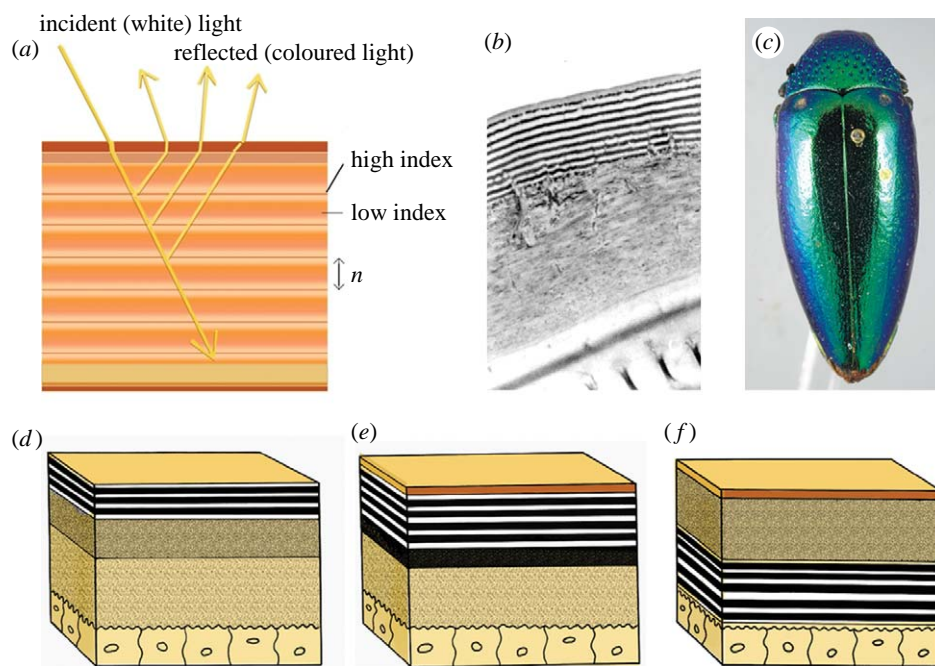 incident (white) light
(a)
reflected (coloured light)
(b)
(c)
high index
low index
n
(d)
(e)
(f)